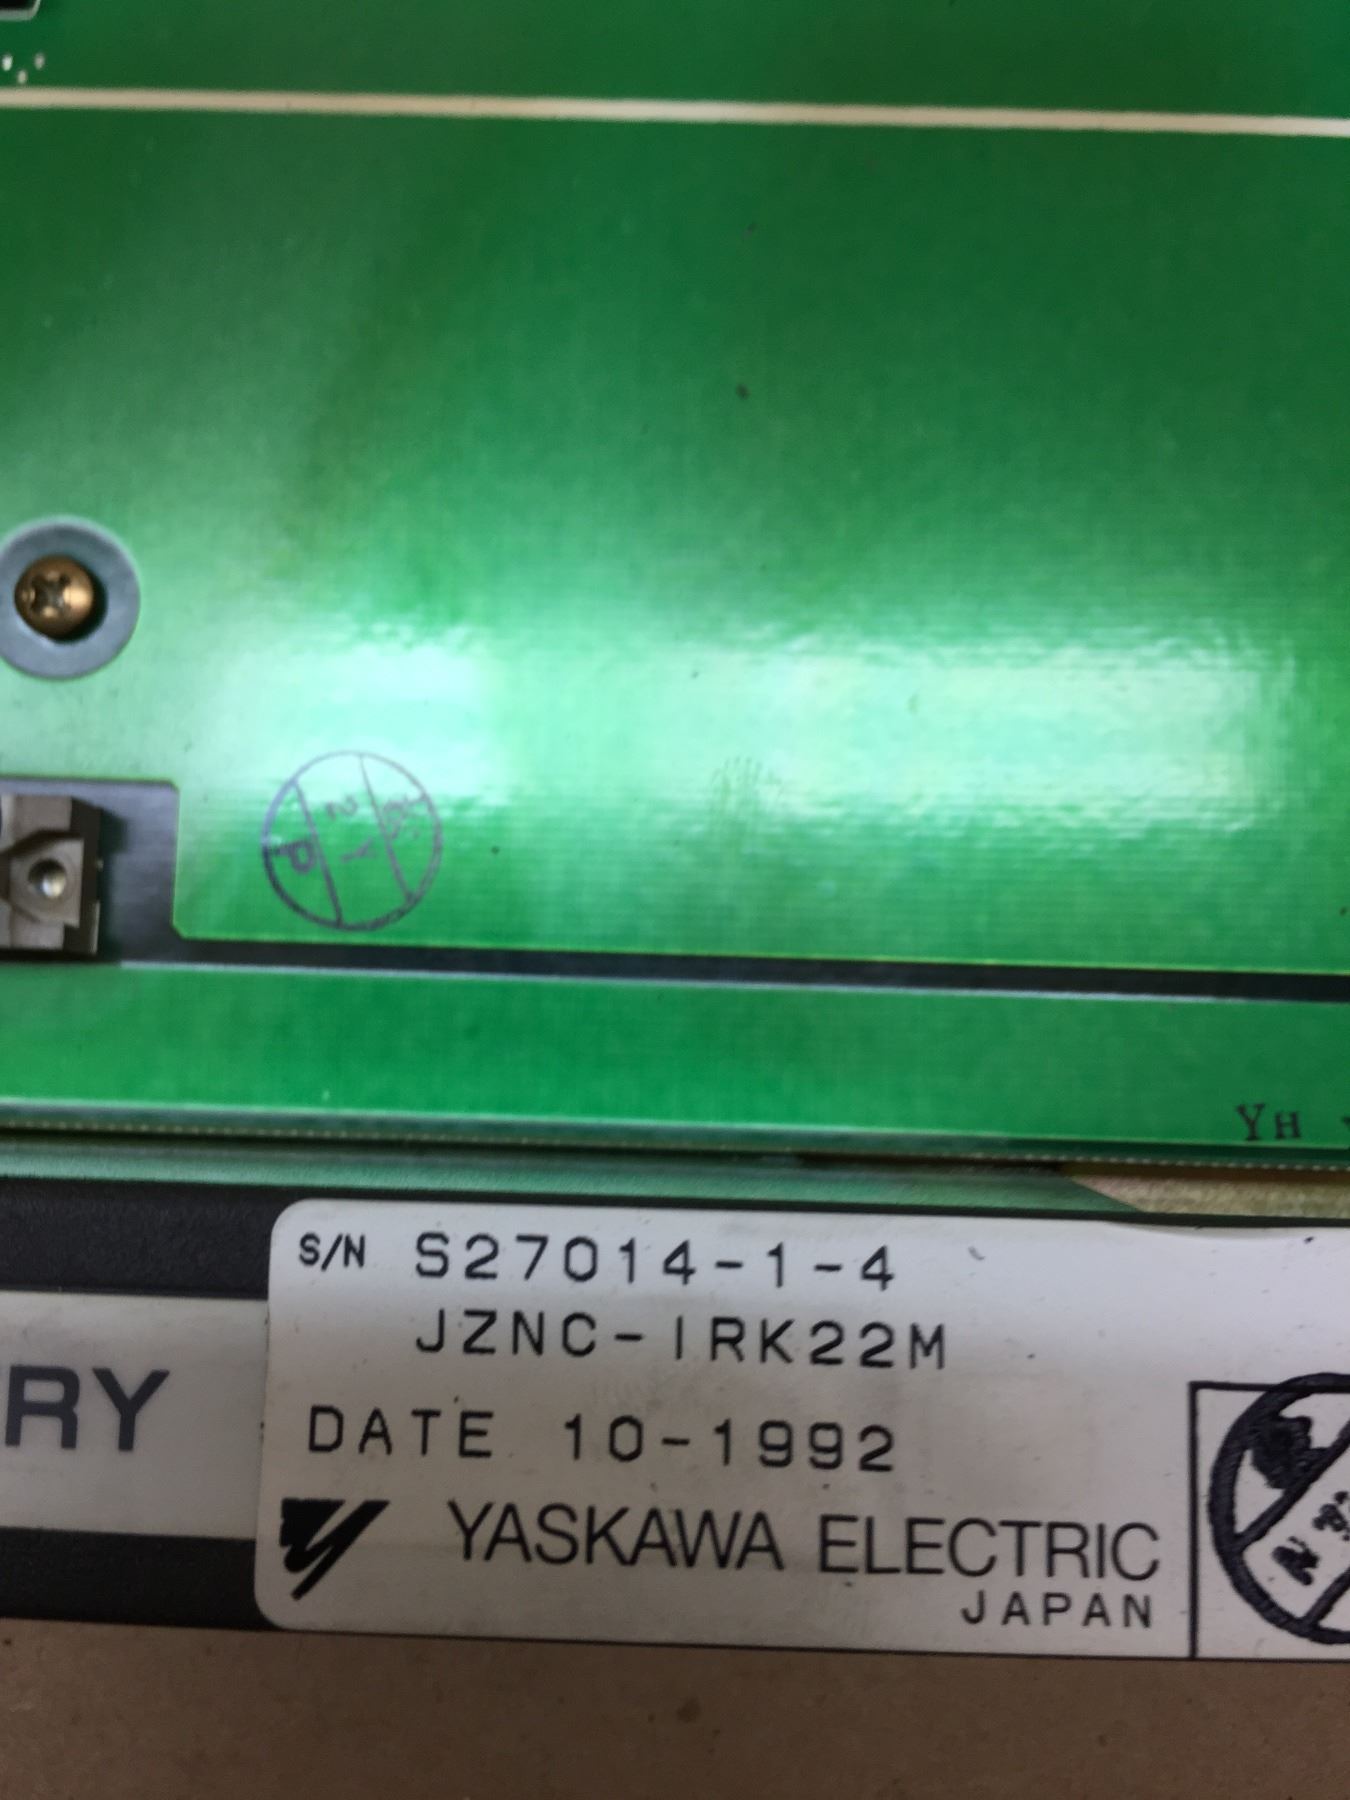 YH
S/N S27014-1-4
JZNC-IRK22M
RY
DATE 10-1992
YASKAWA ELECTRIC
JAPAN